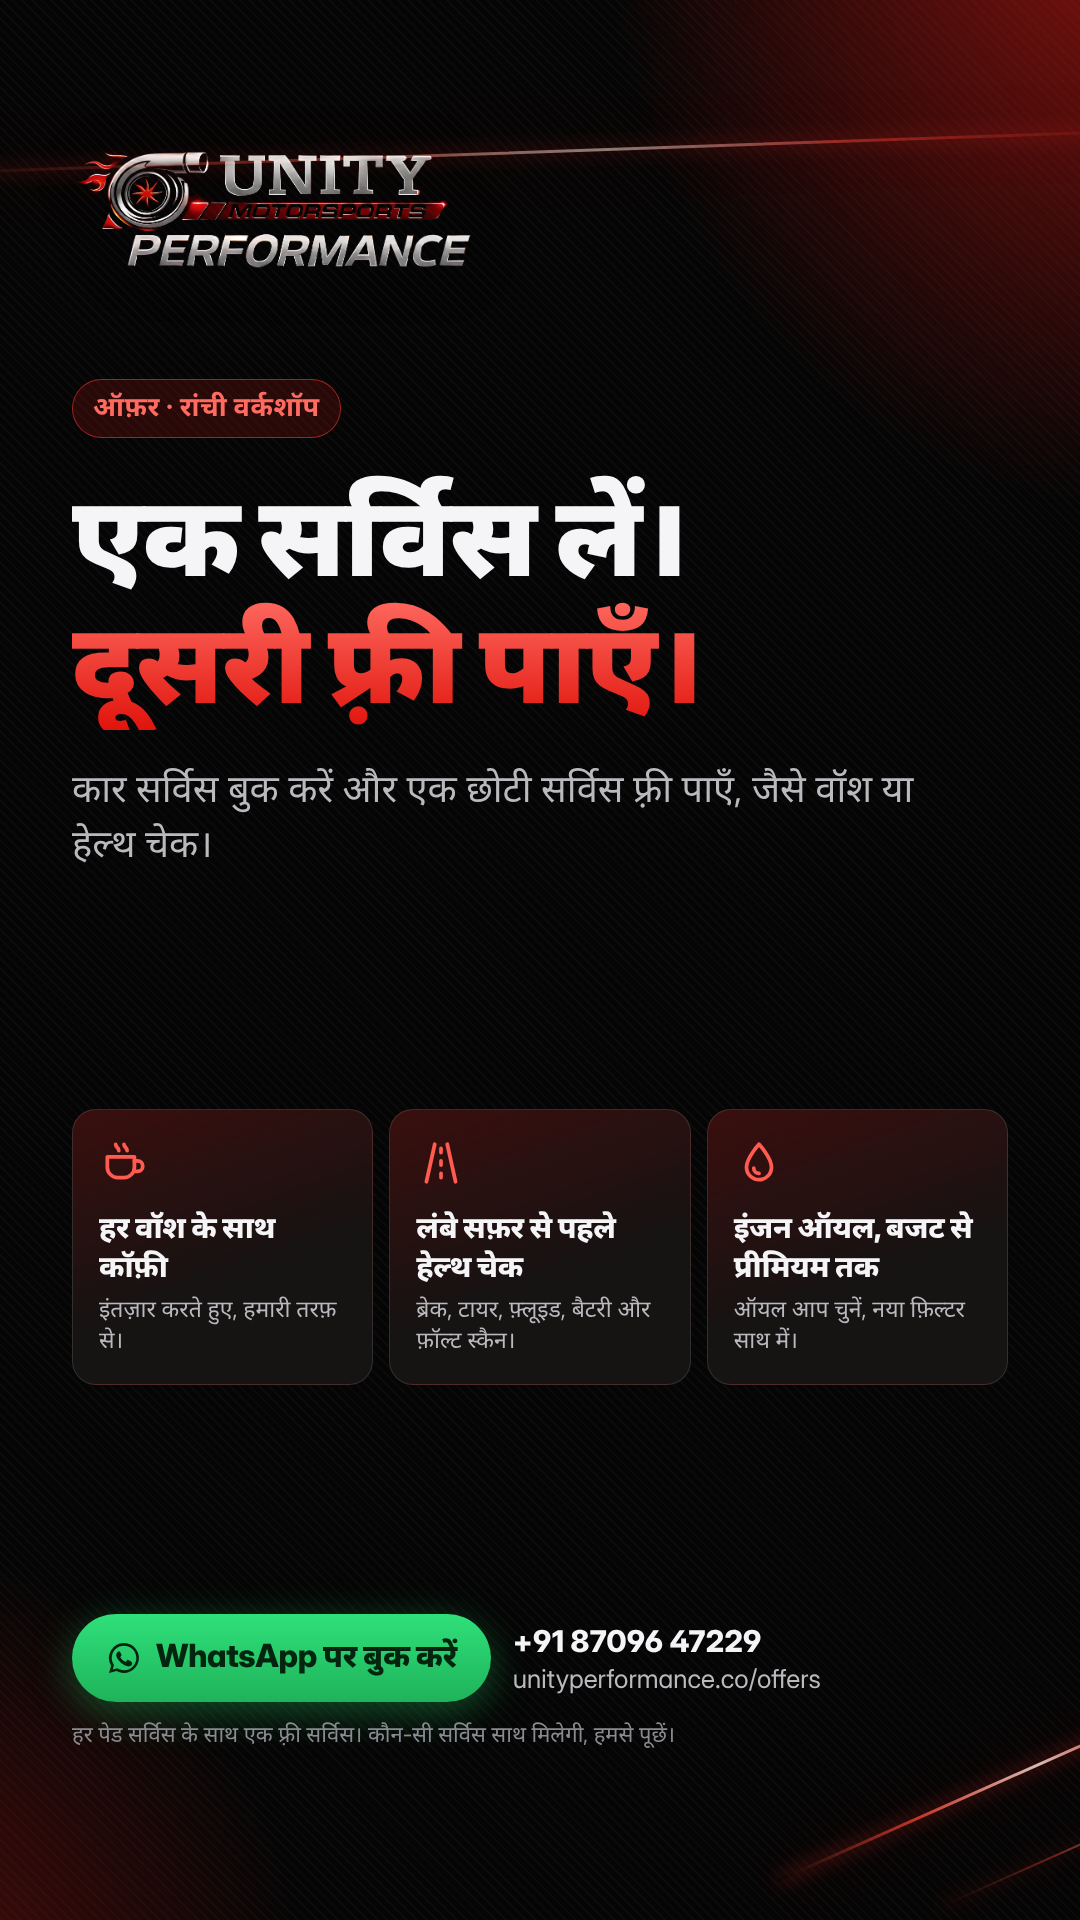 UNITY
MOTORSPORTS
PERFORMANCE
ऑफ़र · रांची वर्कशॉप
एक सर्विस लें।
दूसरी फ़्री पाएँ।
कार सर्विस बुक करें और एक छोटी सर्विस फ़्री पाएँ, जैसे वॉश या
हेल्थ चेक।
हर वॉश के साथ
कॉफ़ी
इंतज़ार करते हुए, हमारी तरफ़
से।
लंबे सफ़र से पहले
हेल्थ चेक
ब्रेक, टायर, फ़्लूइड, बैटरी और
फ़ॉल्ट स्कैन।
इंजन ऑयल, बजट से
प्रीमियम तक
ऑयल आप चुनें, नया फ़िल्टर
साथ में।
WhatsApp पर बुक करें
+91 87096 47229
unityperformance.co/offers
हर पेड सर्विस के साथ एक फ़्री सर्विस। कौन-सी सर्विस साथ मिलेगी, हमसे पूछें।